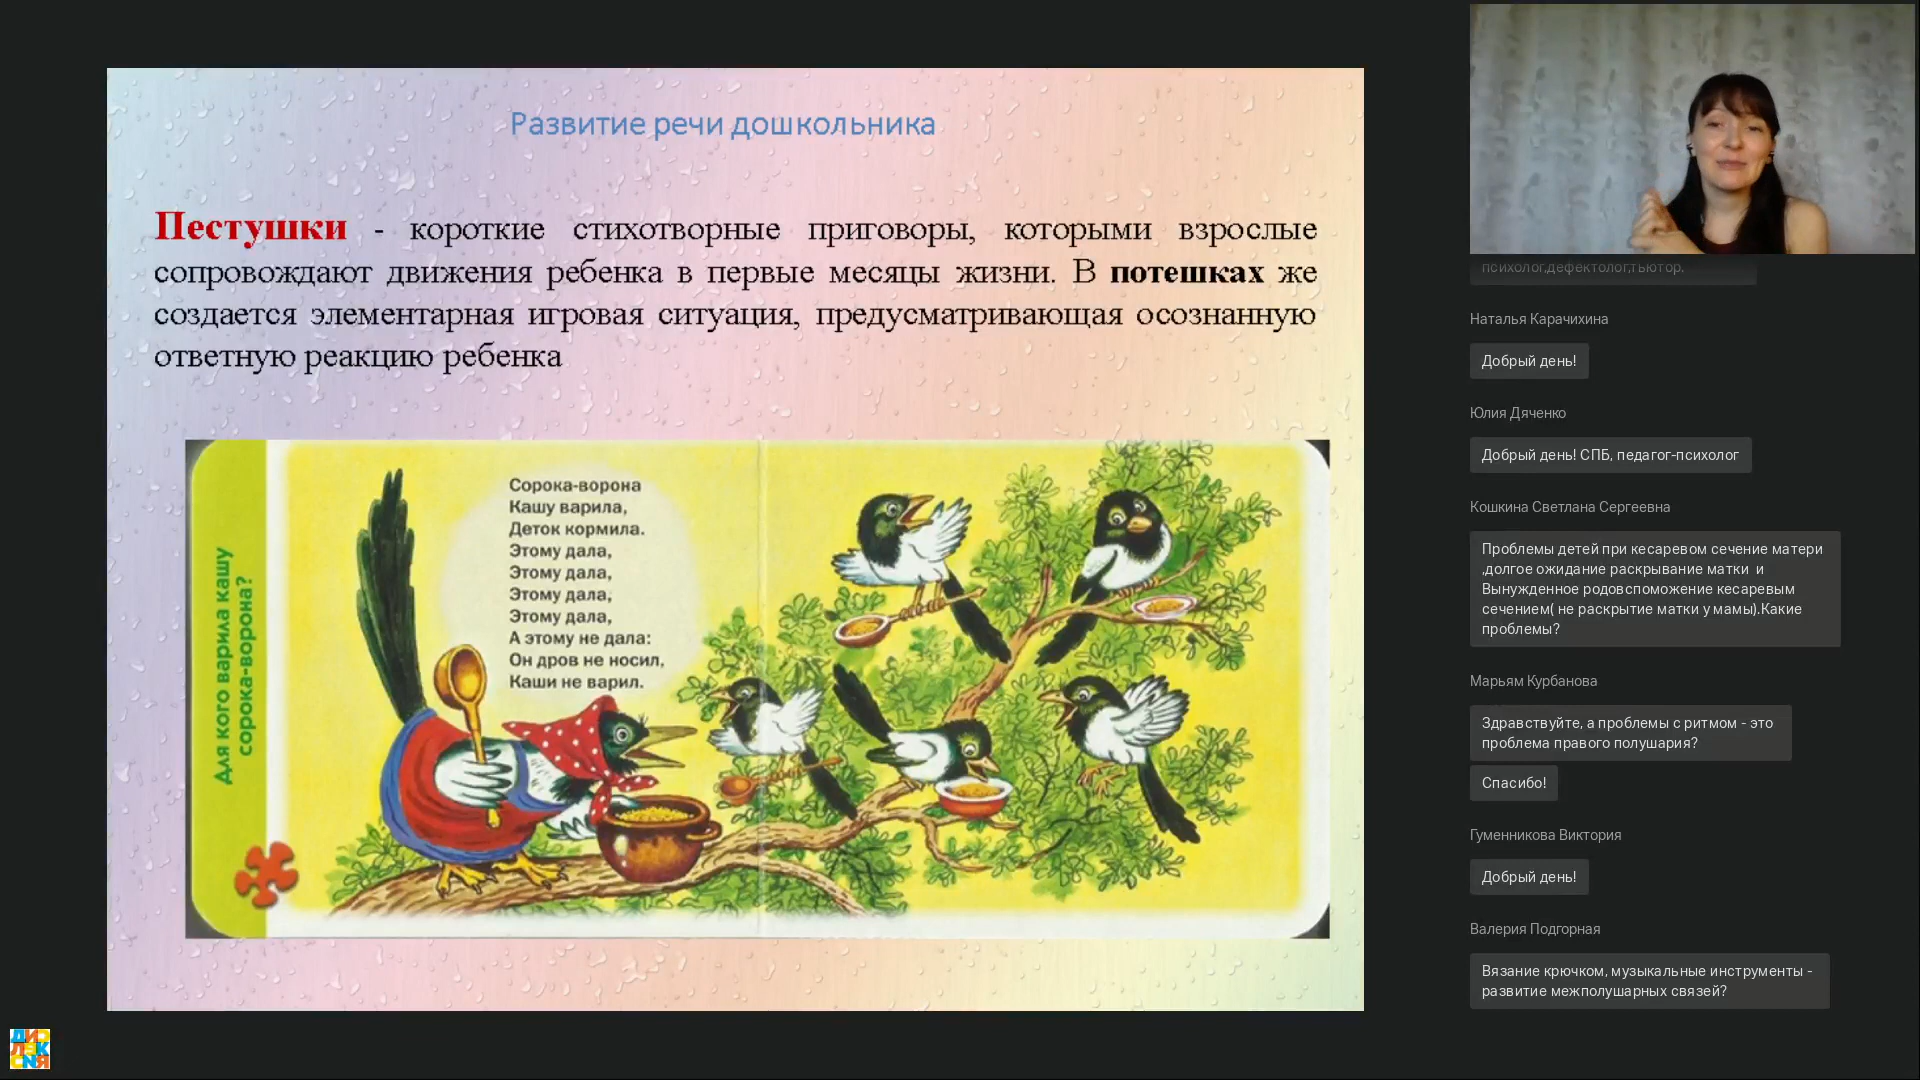 Развитие речи дошкольника
Пестушки - короткие стихотворные приговоры, которыми взрослые
сопровождают движения ребенка в первые месяцы жизни. В потешках же
создается элементарная игровая ситуация, предусматривающая осознанную
ответную реакцию ребенка
Для кого варила кашу
сорока-ворона?
Сорока-ворона
Кашу варила,
Деток кормила.
Этому дала,
Этому дала,
Этому дала,
Этому дала,
А этому не дала:
Он дров не носил,
Каши не варил.
ДИС
ЛЕК
СИЯ
психолог,дефектолог,тьютор.
Наталья Карачихина
Добрый день!
Юлия Дяченко
Добрый день! СПБ, педагог-психолог
Кошкина Светлана Сергеевна
Проблемы детей при кесаревом сечение матери
,долгое ожидание раскрывание матки и
Вынужденное родовспоможение кесаревым
сечением( не раскрытие матки у мамы).Какие
проблемы?
Марьям Курбанова
Здравствуйте, а проблемы с ритмом - это
проблема правого полушария?
Спасибо!
Гуменникова Виктория
Добрый день!
Валерия Подгорная
Вязание крючком, музыкальные инструменты -
развитие межполушарных связей?